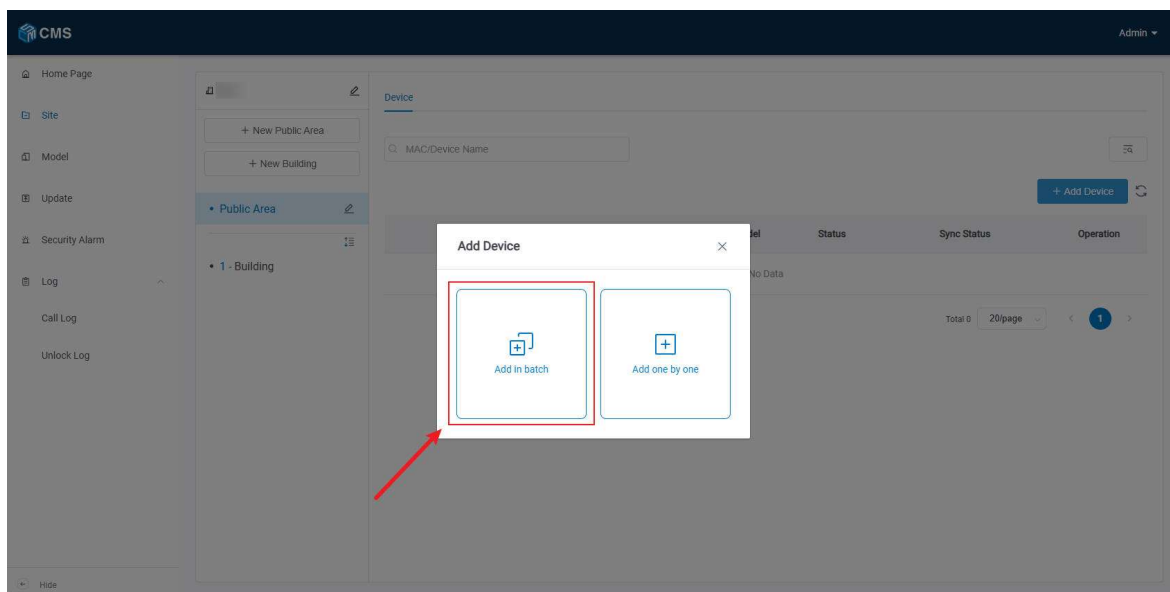 CMS
Admin
Home Page
Site
Model
Update
Security Alarm
Log
Call Log
Unlock Log
Hide
+ New Public Area
+ New Building
• Public Area
• 1 - Building
Device
MAC/Device Name
+ Add Device
Status Sync Status Operation
No Data
Total 0 20/page 1
Add Device
Add in batch
Add one by one